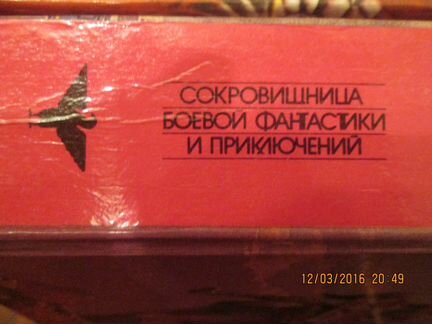 СОКРОВИЩНИЦА
БОЕВОЙ ФАНТАСТИКИ
И ПРИКЛЮЧЕНИЙ
12/03/2016 20:49